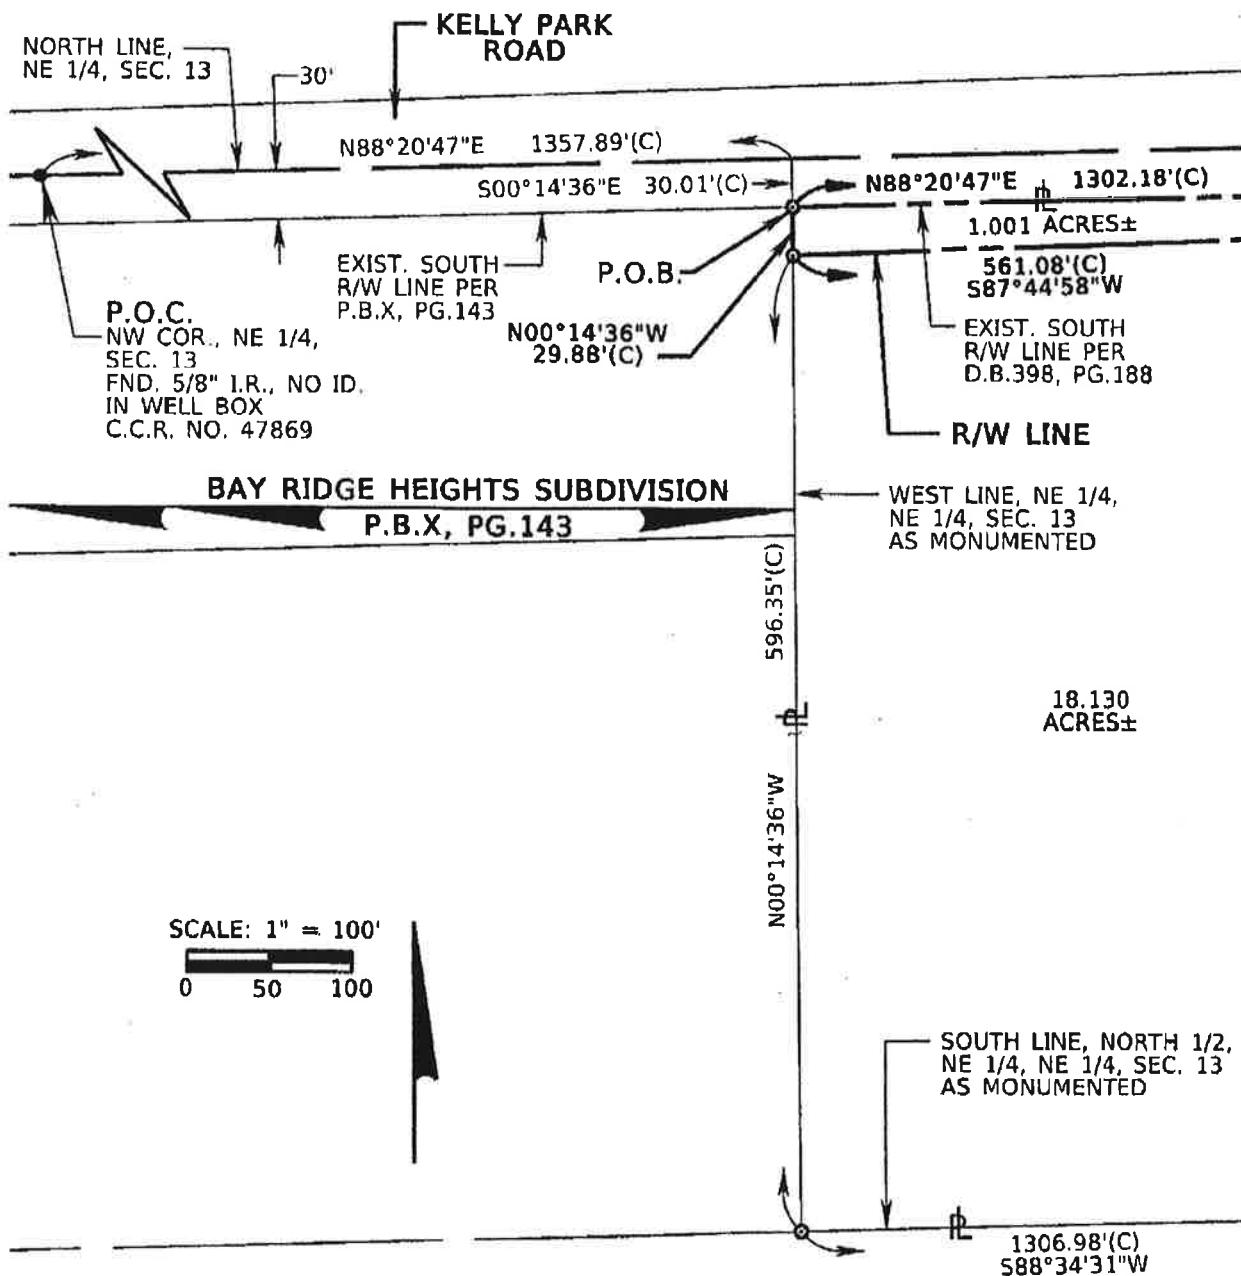 KELLY PARK
ROAD
NORTH LINE,
NE 1/4, SEC. 13
30'
N88°20'47"E 1357.89'(C)
S00°14'36"E 30.01'(C)
N88°20'47"E 1302.18'(C)
1.001 ACRES±
561.08'(C)
S87°44'58"W
EXIST. SOUTH
R/W LINE PER
P.B.X, PG.143
P.O.B.
N00°14'36"W
29.88'(C)
EXIST. SOUTH
R/W LINE PER
D.B.398, PG.188
P.O.C.
NW COR., NE 1/4,
SEC. 13
FND. 5/8" I.R., NO ID.
IN WELL BOX
C.C.R. NO. 47869
R/W LINE
BAY RIDGE HEIGHTS SUBDIVISION
P.B.X, PG.143
WEST LINE, NE 1/4,
NE 1/4, SEC. 13
AS MONUMENTED
596.35'(C)
N00°14'36"W
18.130
ACRES±
SCALE: 1" = 100'
0 50 100
SOUTH LINE, NORTH 1/2,
NE 1/4, NE 1/4, SEC. 13
AS MONUMENTED
1306.98'(C)
S88°34'31"W